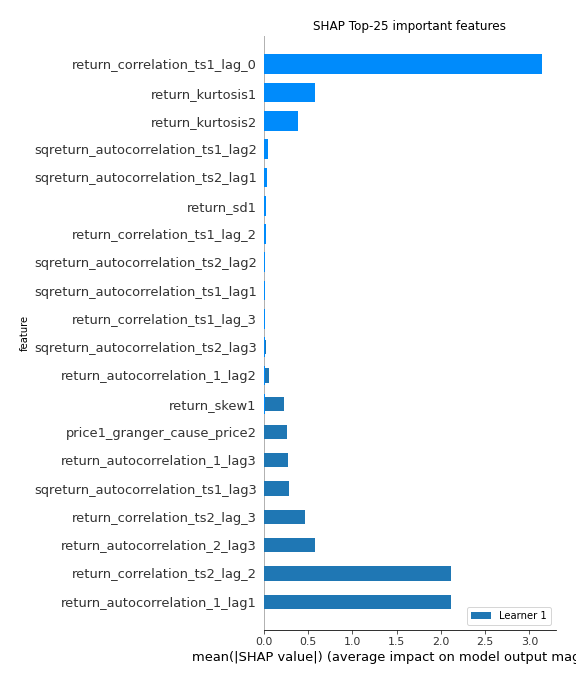 SHAP Top-25 important features
return_correlation_ts1_lag_0
return_kurtosis1
return_kurtosis2
sqreturn_autocorrelation_ts1_lag2
sqreturn_autocorrelation_ts2_lag1
return_sd1
return_correlation_ts1_lag_2
sqreturn_autocorrelation_ts2_lag2
sqreturn_autocorrelation_ts1_lag1
return_correlation_ts1_lag_3
feature
sqreturn_autocorrelation_ts2_lag3
return_autocorrelation_1_lag2
return_skew1
price1_granger_cause_price2
return_autocorrelation_1_lag3
sqreturn_autocorrelation_ts1_lag3
return_correlation_ts2_lag_3
return_autocorrelation_2_lag3
return_correlation_ts2_lag_2
return_autocorrelation_1_lag1
Learner 1
0.0 0.5 1.0 1.5 2.0 2.5 3.0
mean(|SHAP value|) (average impact on model output mag